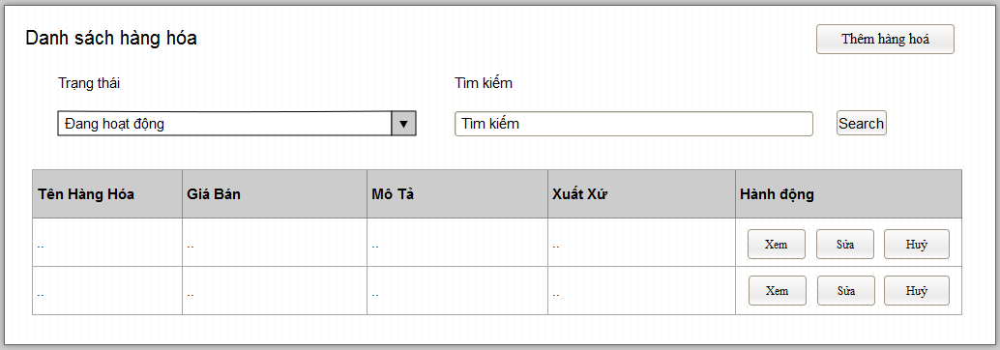 Danh sách hàng hóa
Thêm hàng hoá
Trạng thái
Tìm kiếm
Đang hoạt động
Tìm kiếm
Search
Tên Hàng Hóa Giá Bán Mô Tả Xuất Xứ Hành động
.. .. .. .. Xem Sửa Huỷ
.. .. .. .. Xem Sửa Huỷ